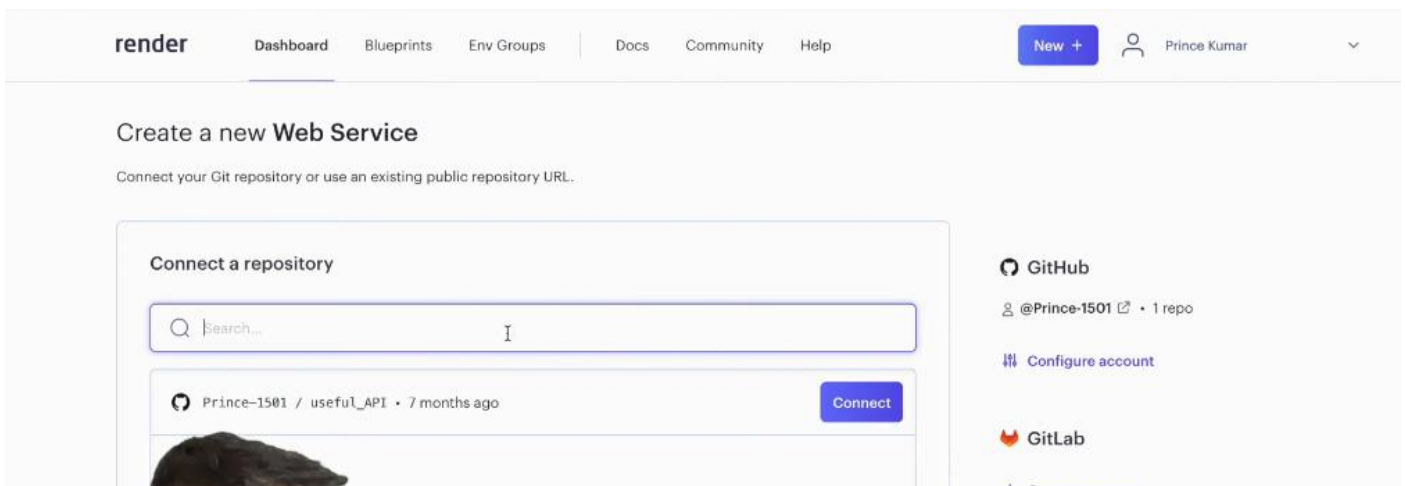 render Dashboard Blueprints Env Groups Docs Community Help New + Prince Kumar
Create a new Web Service
Connect your Git repository or use an existing public repository URL.
Connect a repository
Search...
Prince-1501 / useful_API • 7 months ago Connect
GitHub
@Prince-1501 • 1 repo
Configure account
GitLab